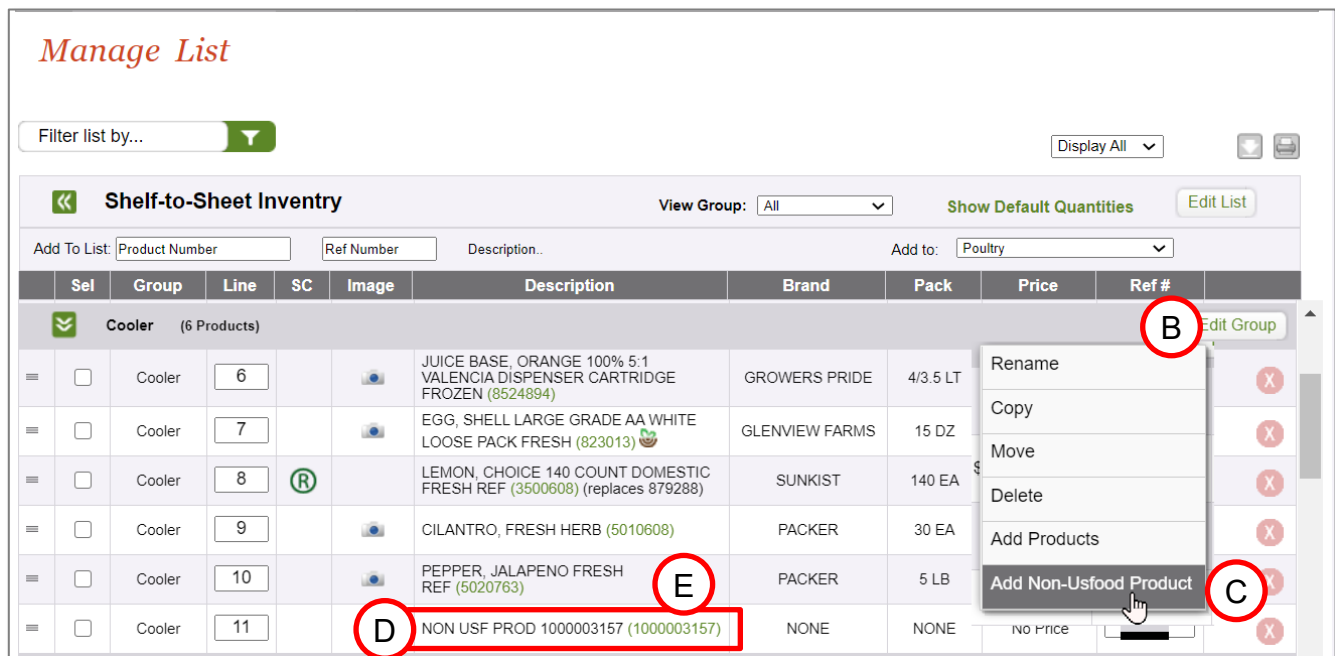 Manage List
Filter list by...
Display All
Shelf-to-Sheet Inventry
View Group: All
Show Default Quantities
Edit List
Add To List: Product Number
Ref Number
Description..
Add to: Poultry
Sel Group Line SC Image Description Brand Pack Price Ref #
Cooler (6 Products)
B
Edit Group
Cooler 6 JUICE BASE, ORANGE 100% 5:1
VALENCIA DISPENSER CARTRIDGE
FROZEN (8524894)
GROWERS PRIDE 4/3.5 LT
X
Cooler 7 EGG, SHELL LARGE GRADE AA WHITE
LOOSE PACK FRESH (823013)
GLENVIEW FARMS 15 DZ
X
Cooler 8 R LEMON, CHOICE 140 COUNT DOMESTIC
FRESH REF (3500608) (replaces 879288)
SUNKIST 140 EA $
X
Cooler 9 CILANTRO, FRESH HERB (5010608) PACKER 30 EA
X
Cooler 10 PEPPER, JALAPENO FRESH
REF (5020763)
E
PACKER 5 LB
X
Cooler 11 D NON USF PROD 1000003157 (1000003157) NONE NONE No Price
X
Rename
Copy
Move
Delete
Add Products
Add Non-Usfood Product
C